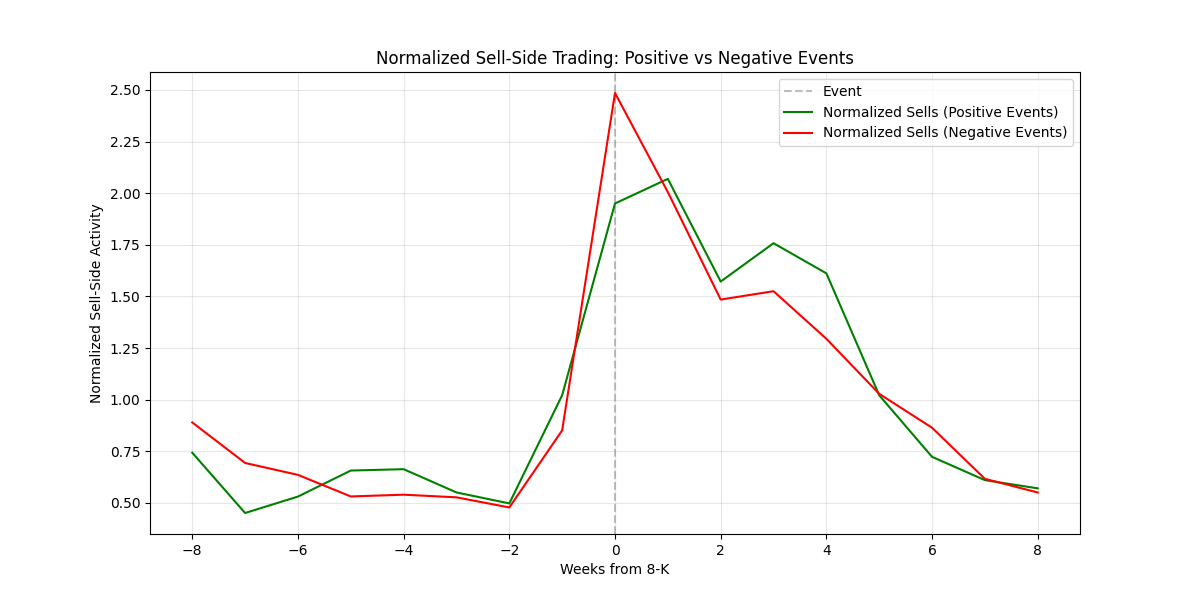 Normalized Sell-Side Trading: Positive vs Negative Events
Normalized Sell-Side Activity
2.50
2.25
2.00
1.75
1.50
1.25
1.00
0.75
0.50
Event
Normalized Sells (Positive Events)
Normalized Sells (Negative Events)
−8 −6 −4 −2 0 2 4 6 8
Weeks from 8-K